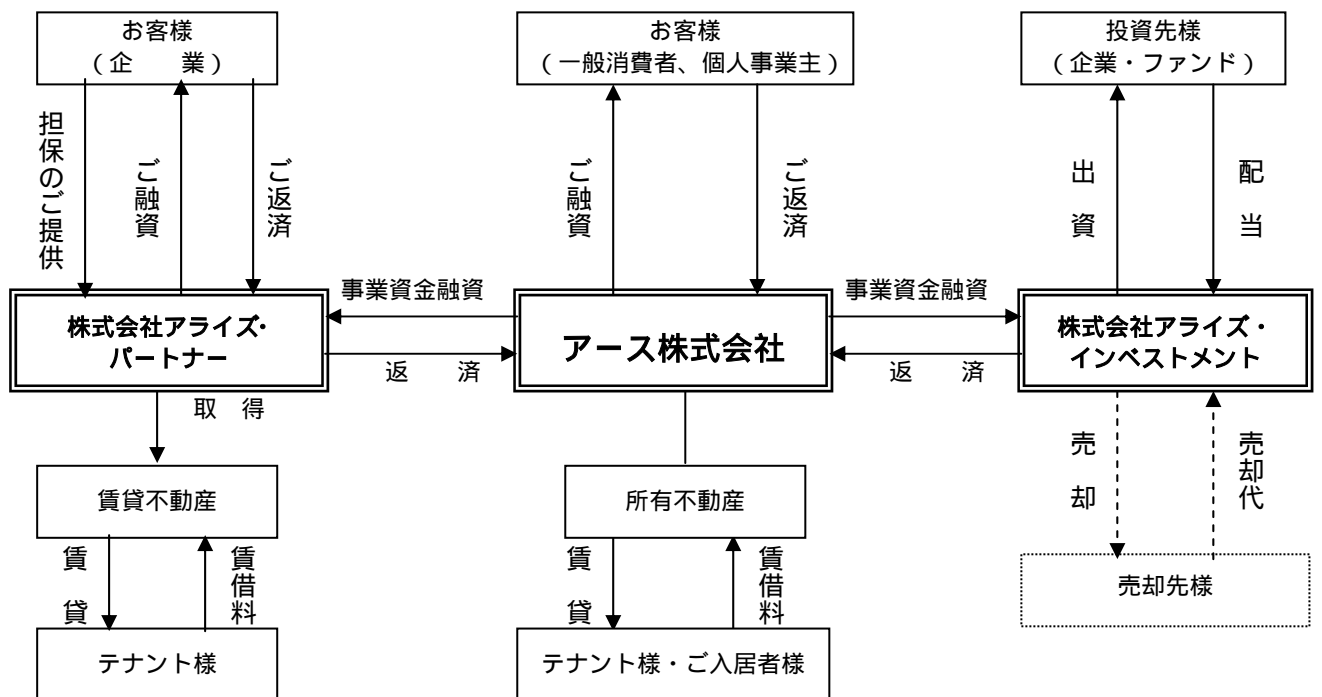 お客様
（企　　業）
お客様
（一般消費者、個人事業主）
投資先様
（企業・ファンド）
担保のご提供
ご融資
ご返済
ご融資
ご返済
出　資
配　当
株式会社アライズ・
パートナー
事業資金融資
返　　済
アース株式会社
事業資金融資
返　　済
株式会社アライズ・
インベストメント
取　得
売　却
売却代
賃貸不動産
所有不動産
賃　貸
賃借料
賃　貸
賃借料
売却先様
テナント様
テナント様・ご入居者様